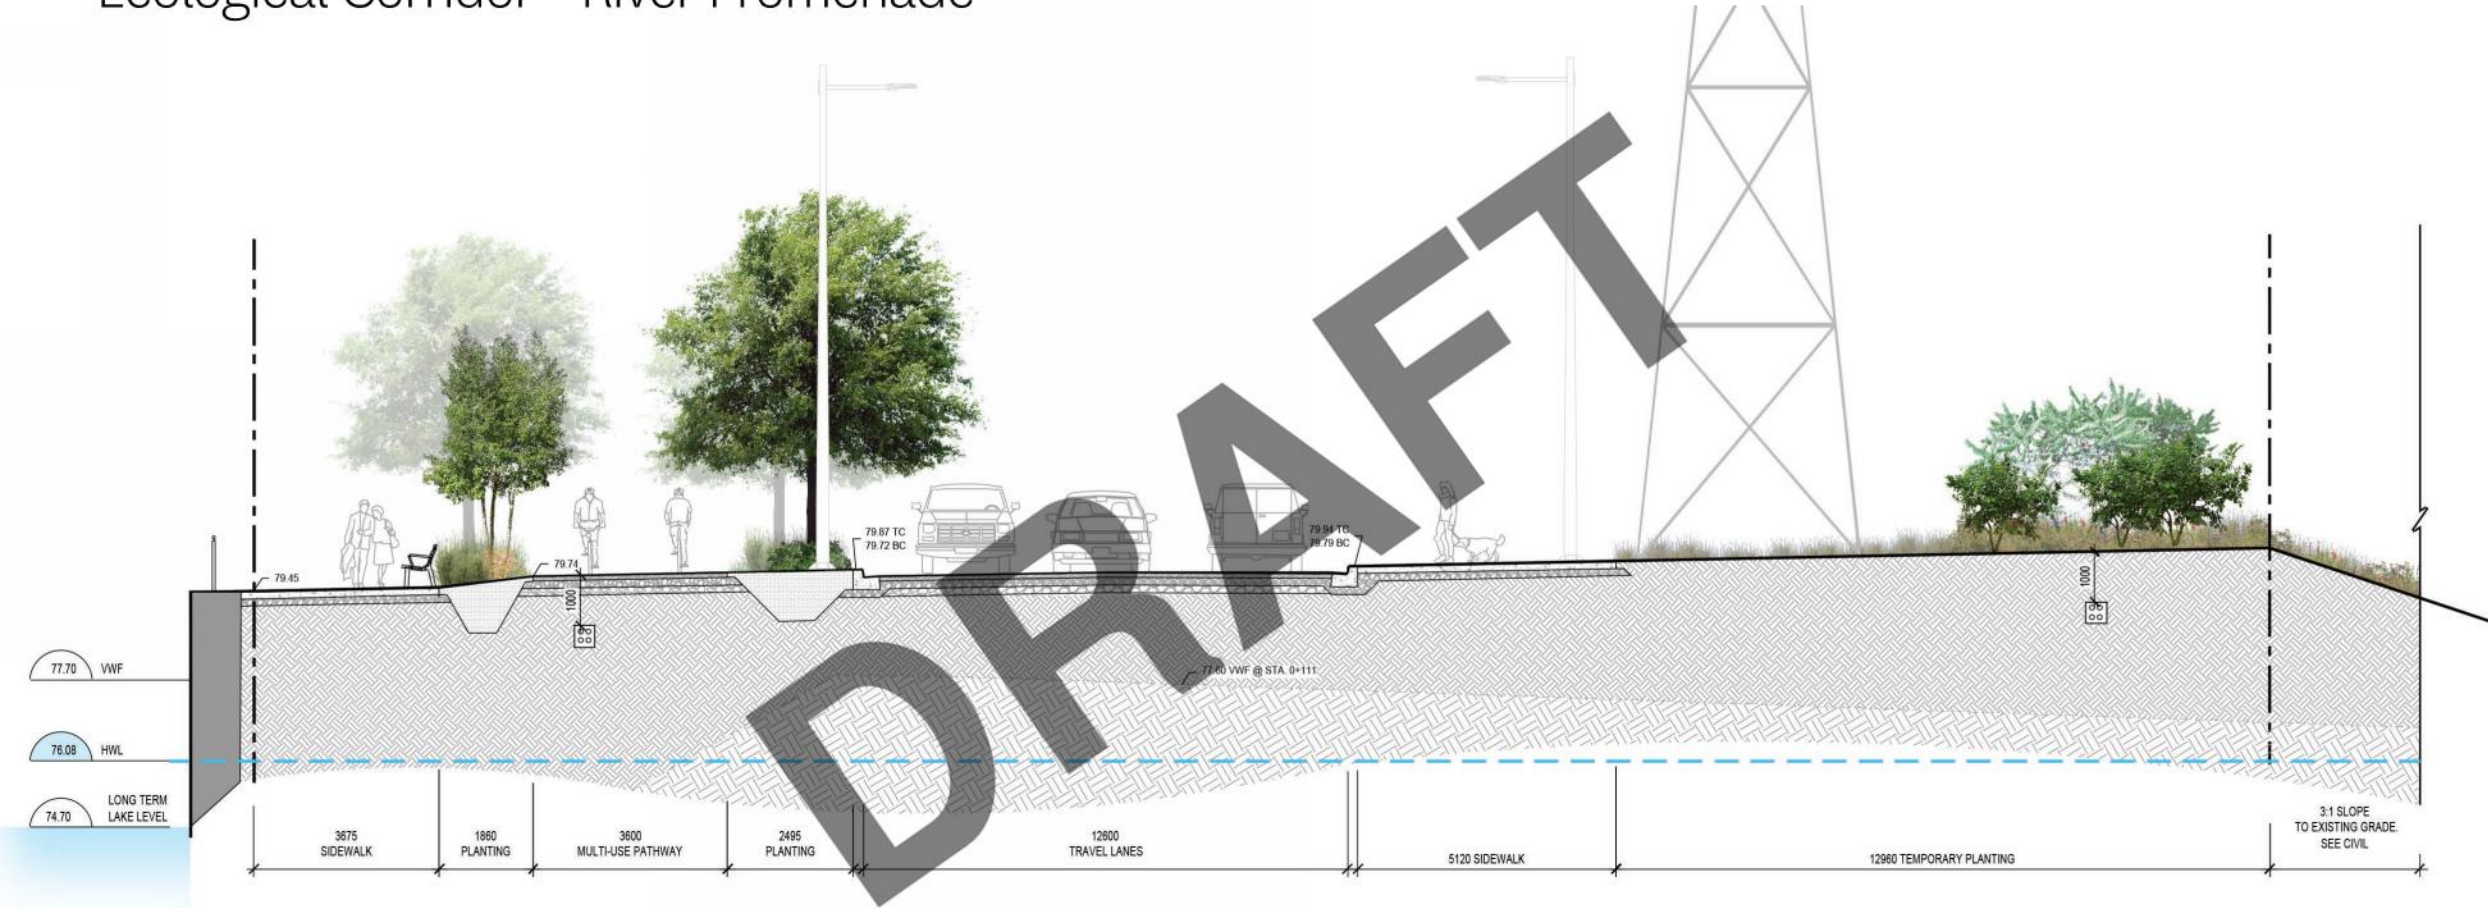 Ecological Corridor - River Promenade
DRAFT
79.87 TC
79.72 BC
79.94 TC
79.79 BC
79.45
79.74
1000
1000
77.70 VWF
77.60 VWF @ STA. 0+111
76.08 HWL
74.70 LONG TERM
LAKE LEVEL
3675
SIDEWALK
1860
PLANTING
3600
MULTI-USE PATHWAY
2495
PLANTING
12600
TRAVEL LANES
5120 SIDEWALK
12960 TEMPORARY PLANTING
3:1 SLOPE
TO EXISTING GRADE.
SEE CIVIL